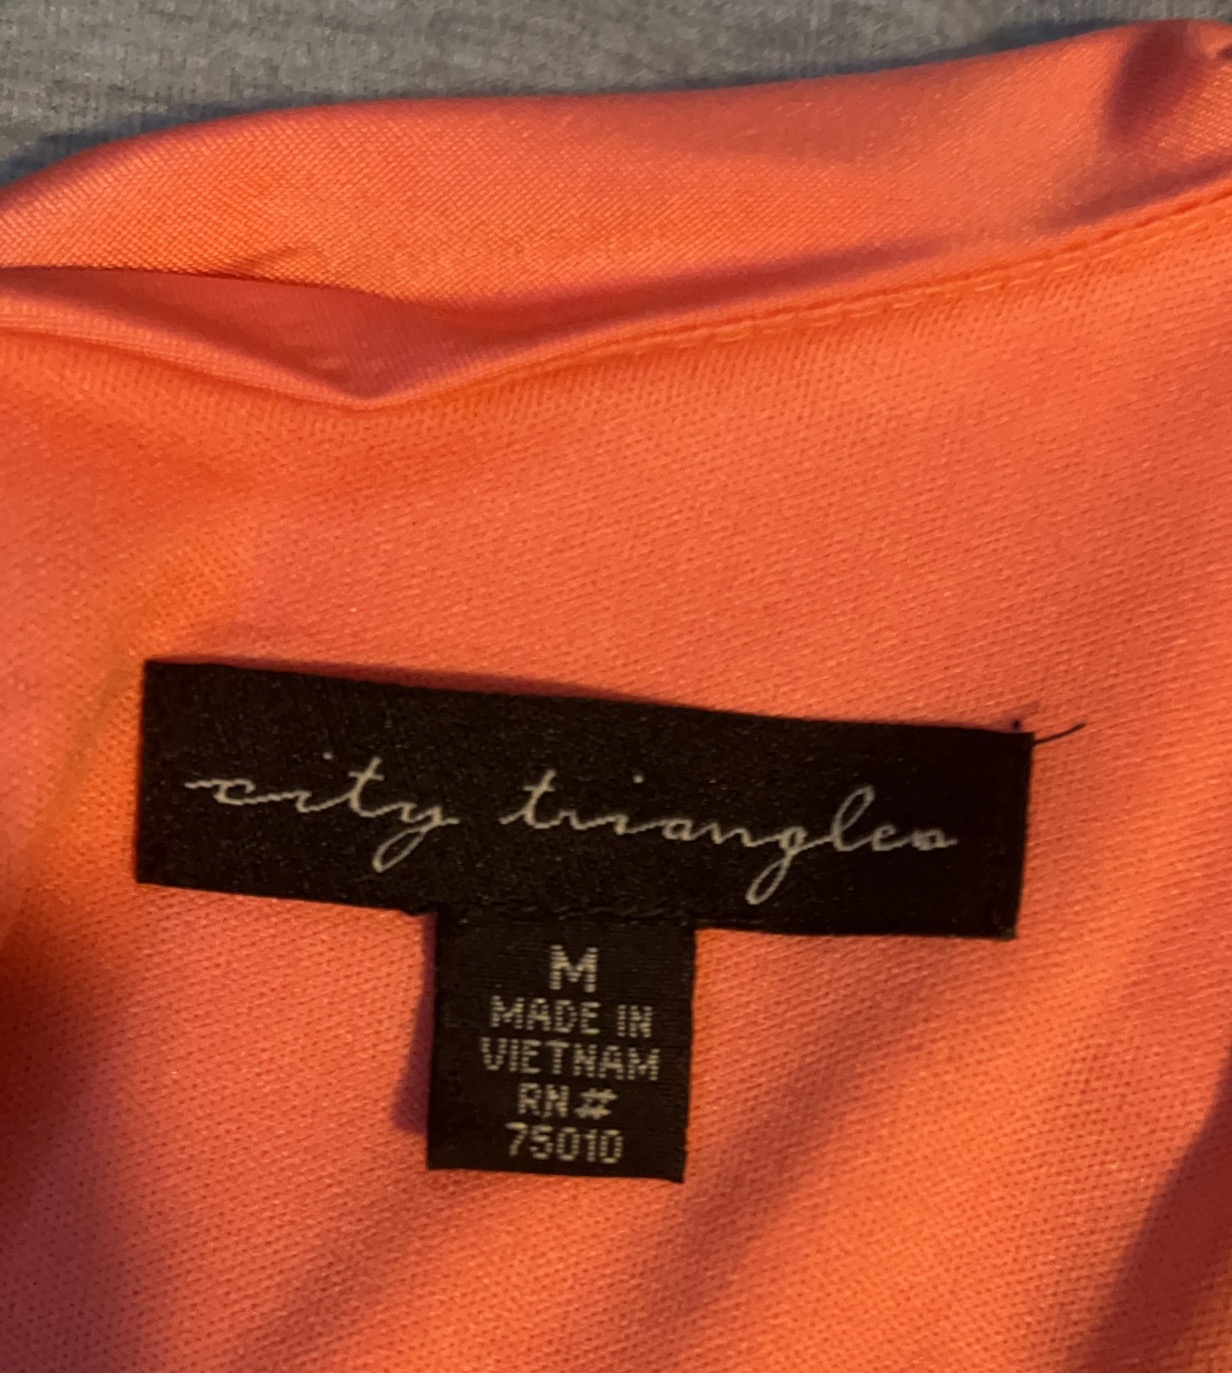 city triangles
M
MADE IN
VIETNAM
RN#
75010